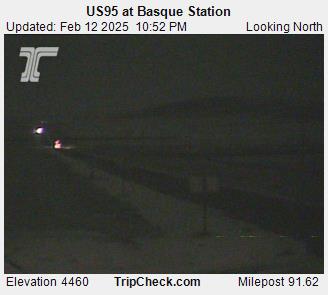 US95 at Basque Station
Updated: Feb 12 2025 10:52 PM Looking North
Elevation 4460 TripCheck.com Milepost 91.62